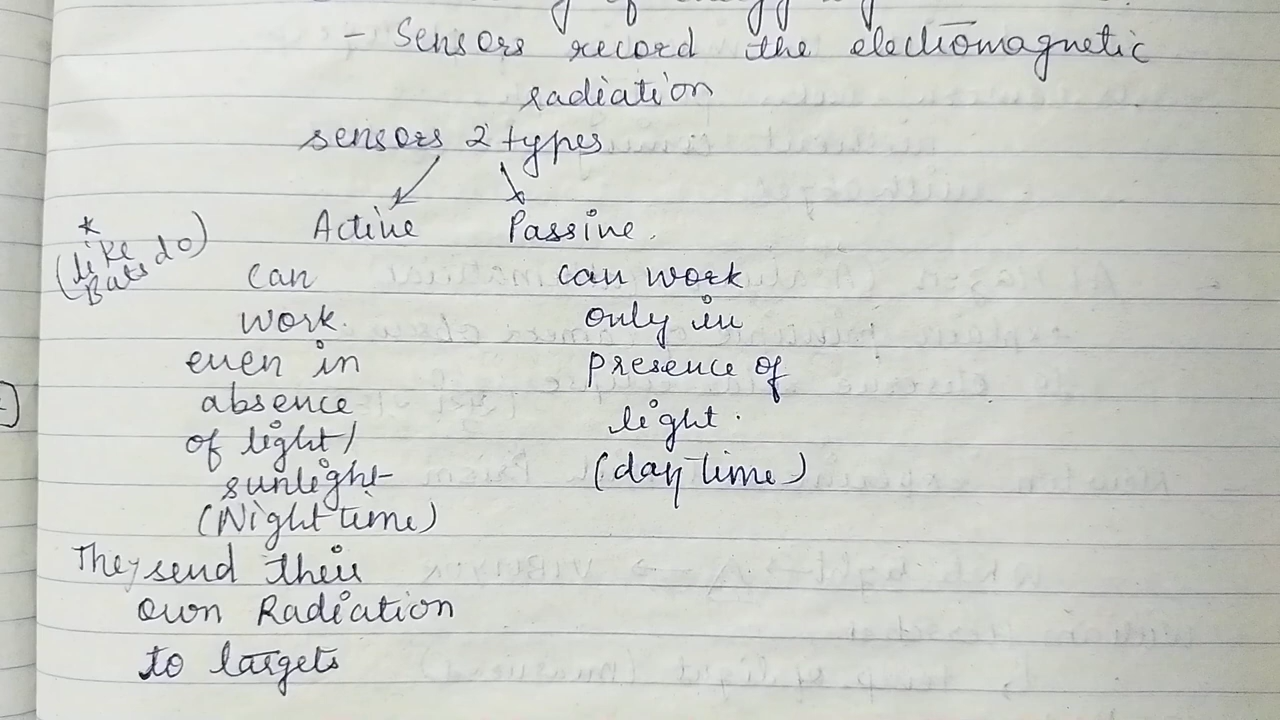 - Sensors record the electromagnetic
radiation
sensors 2 types
Active Passive.
*
(like
Bats do)
can
work.
even in
absence
of light/
sunlight
(Night time)
They send their
own Radiation
to targets
can work
only in
presence of
light.
(day time)